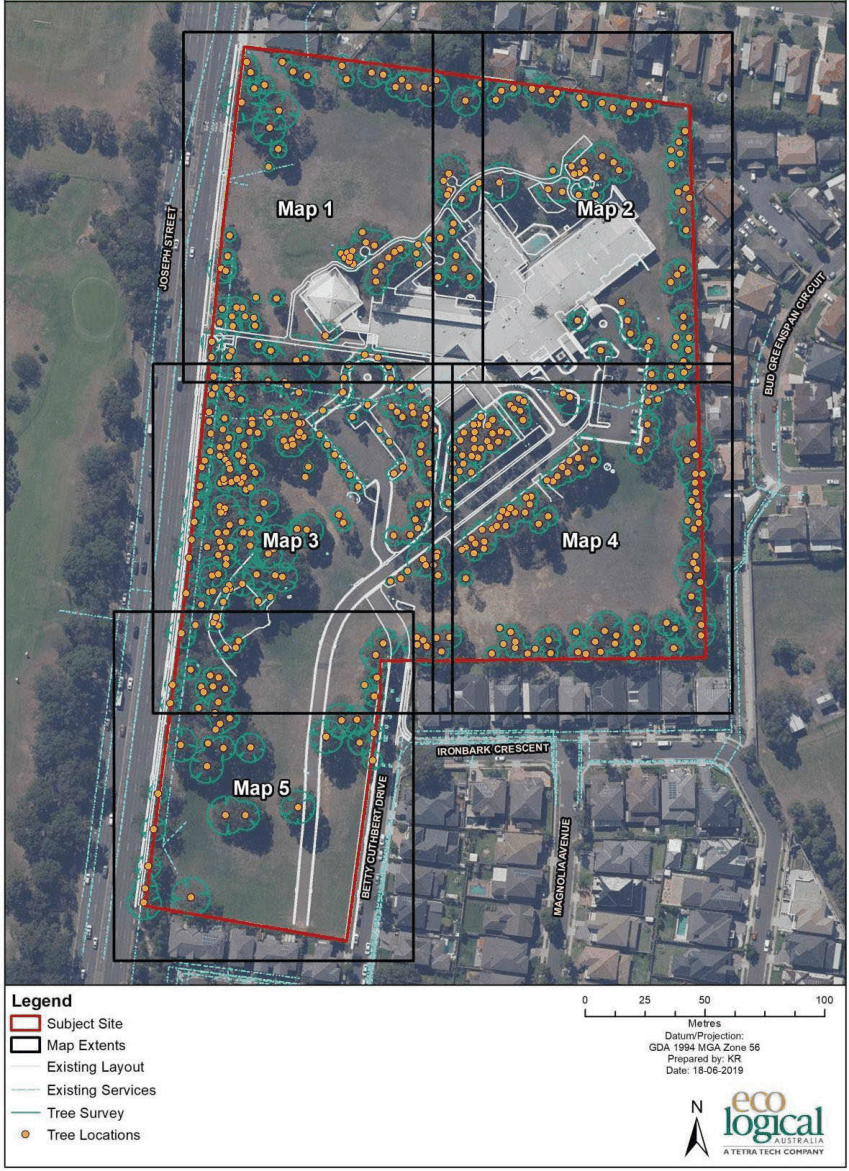 Map 1
Map 2
JOSEPH STREET
BUD GREENSPAN CIRCUIT
Map 3
Map 4
IRONBARK CRESCENT
Map 5
BETTY CUTHBERT DRIVE
MAGNOLIA AVENUE
Legend
Subject Site
Map Extents
Existing Layout
Existing Services
Tree Survey
Tree Locations
0 25 50 100
Metres
Datum/Projection:
GDA 1994 MGA Zone 56
Prepared by: KR
Date: 18-06-2019
N
eco
logical
AUSTRALIA
A TETRA TECH COMPANY